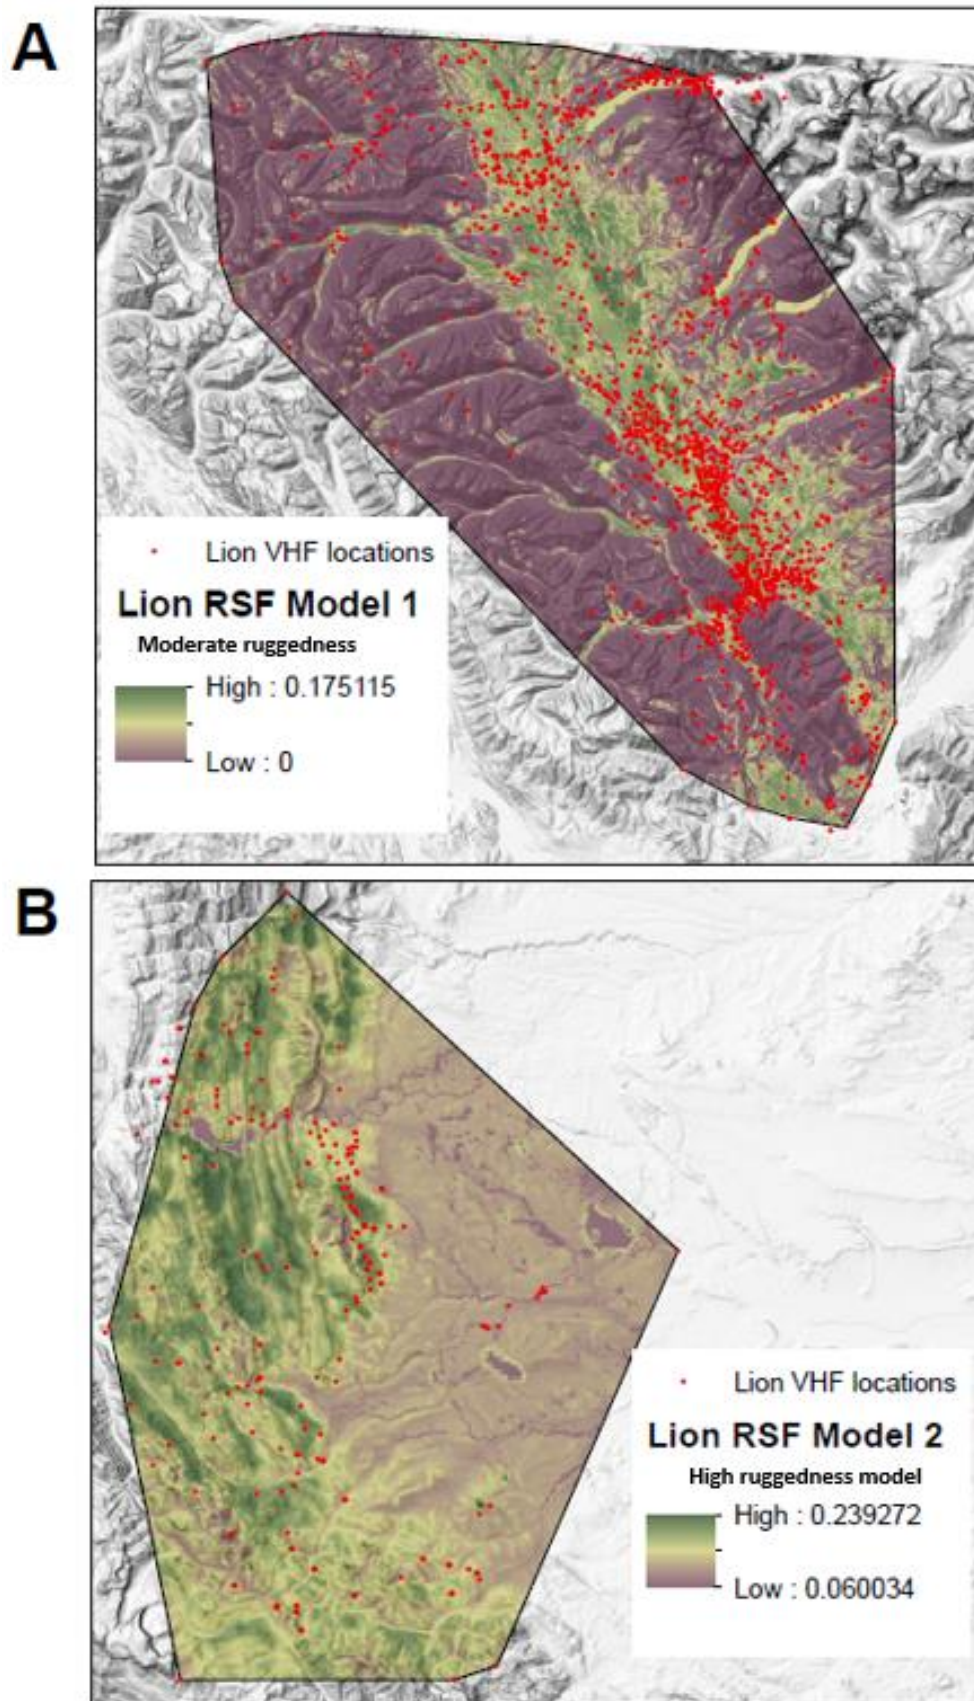 A
Lion VHF locations
Lion RSF Model 1
Moderate ruggedness
High : 0.175115
Low : 0
B
Lion VHF locations
Lion RSF Model 2
High ruggedness model
High : 0.239272
Low : 0.060034